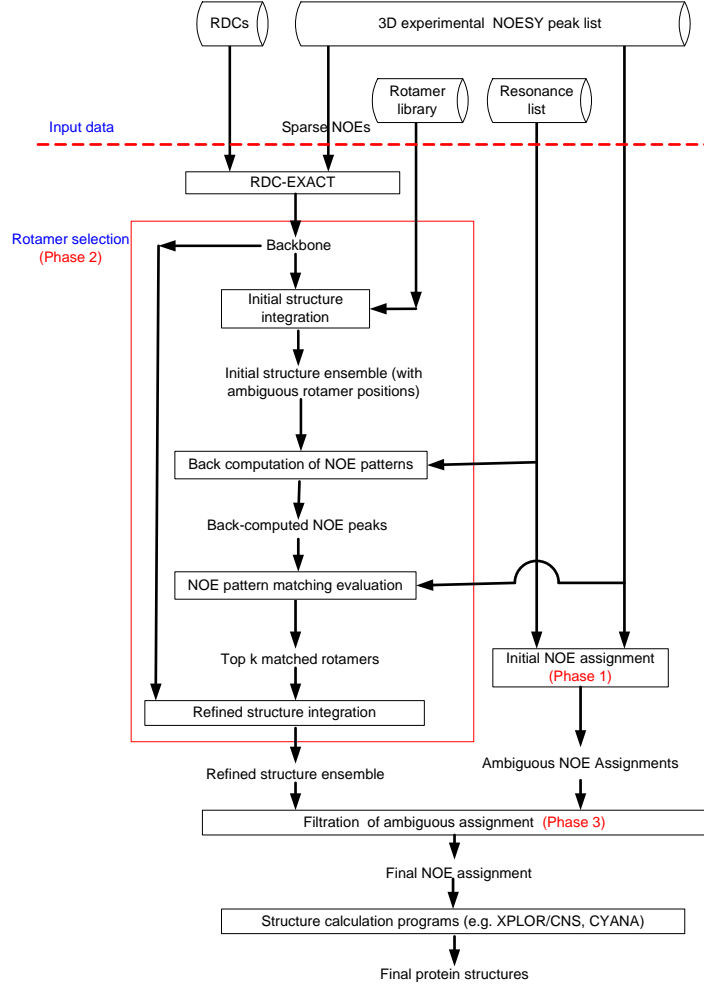 RDCs
3D experimental NOESY peak list
Rotamer
library
Resonance
list
Input data
Sparse NOEs
RDC-EXACT
Rotamer selection
(Phase 2)
Backbone
Initial structure
integration
Initial structure ensemble (with
ambiguous rotamer positions)
Back computation of NOE patterns
Back-computed NOE peaks
NOE pattern matching evaluation
Top k matched rotamers
Initial NOE assignment
(Phase 1)
Refined structure integration
Ambiguous NOE Assignments
Refined structure ensemble
Filtration of ambiguous assignment (Phase 3)
Final NOE assignment
Structure calculation programs (e.g. XPLOR/CNS, CYANA)
Final protein structures